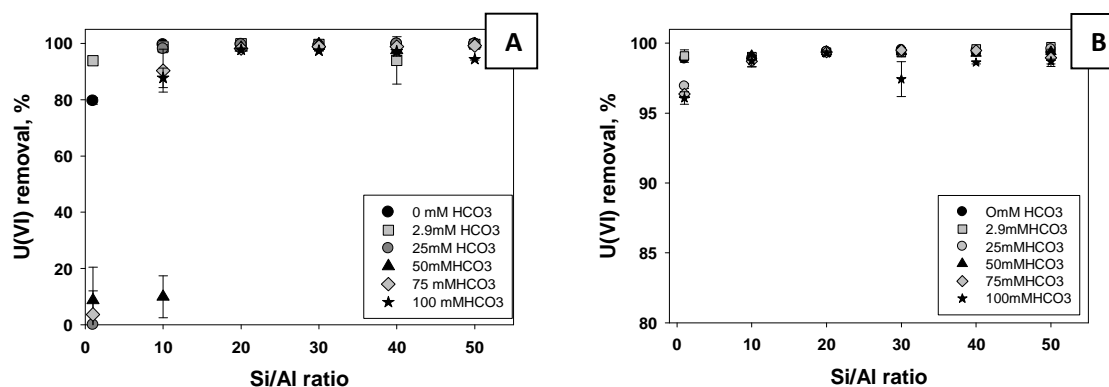 A
U(VI) removal, %
100
80
60
40
20
0
0 mM HCO3
2.9mM HCO3
25mM HCO3
50mMHCO3
75 mMHCO3
100 mMHCO3
0 10 20 30 40 50
Si/Al ratio
B
U(VI) removal, %
100
95
90
85
80
OmM HCO3
2.9mMHCO3
25mMHCO3
50mMHCO3
75mMHCO3
100mMHCO3
0 10 20 30 40 50
Si/Al ratio